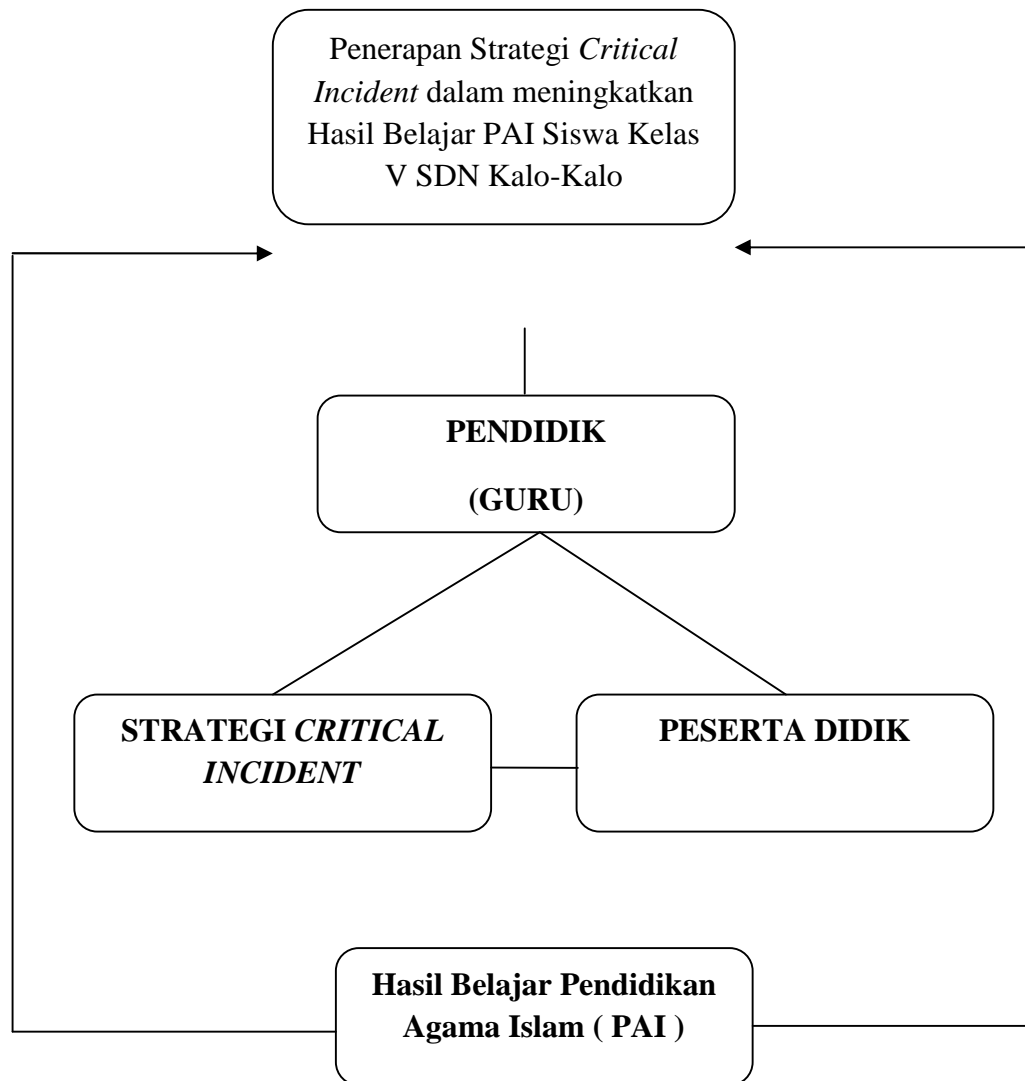 Penerapan Strategi Critical
Incident dalam meningkatkan
Hasil Belajar PAI Siswa Kelas
V SDN Kalo-Kalo
PENDIDIK
(GURU)
STRATEGI CRITICAL
INCIDENT
PESERTA DIDIK
Hasil Belajar Pendidikan
Agama Islam ( PAI )